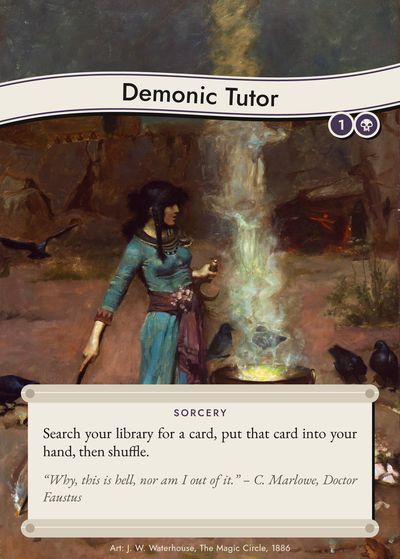 Demonic Tutor
1
SORCERY
Search your library for a card, put that card into your
hand, then shuffle.
“Why, this is hell, nor am I out of it.” – C. Marlowe, Doctor
Faustus
Art: J. W. Waterhouse, The Magic Circle, 1886